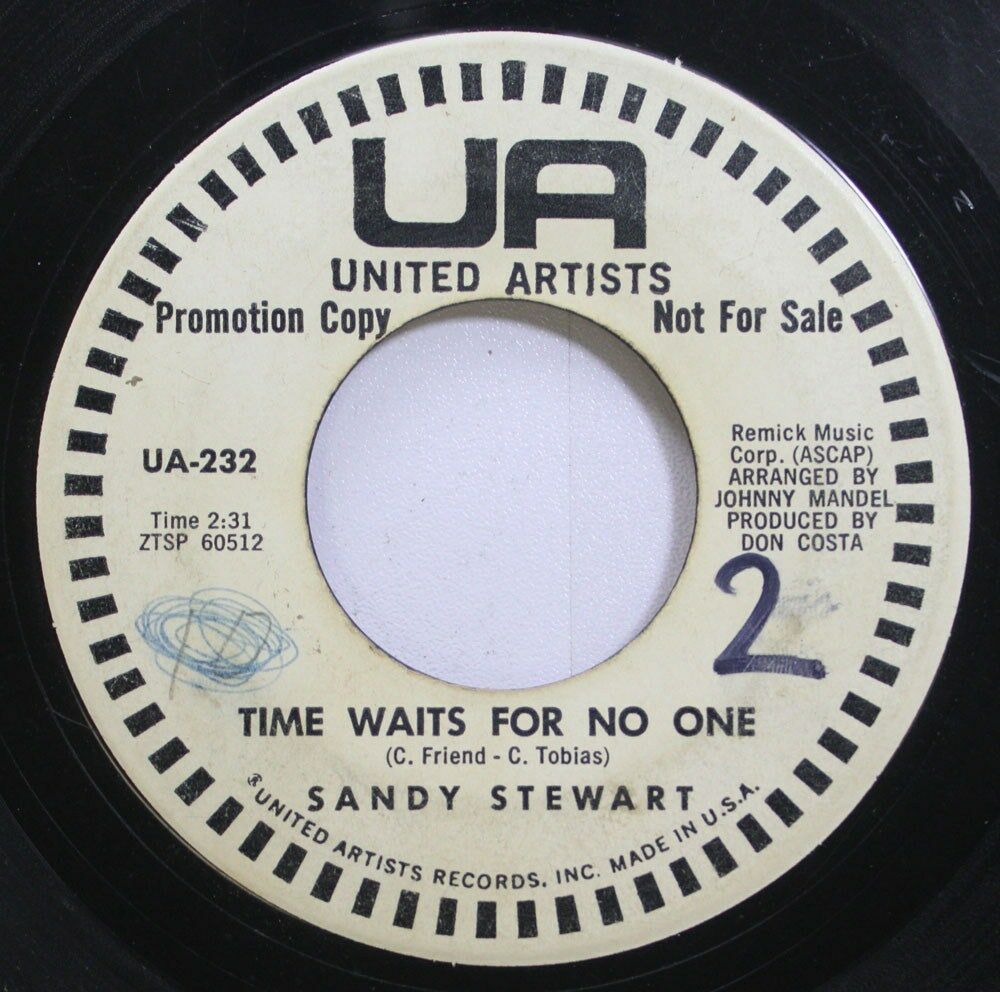 UA
UNITED ARTISTS
Promotion Copy Not For Sale
UA-232
Time 2:31
ZTSP 60512
Remick Music
Corp. (ASCAP)
ARRANGED BY
JOHNNY MANDEL
PRODUCED BY
DON COSTA
2
TIME WAITS FOR NO ONE
(C. Friend - C. Tobias)
SANDY STEWART
®UNITED ARTISTS RECORDS, INC. MADE IN U.S.A.